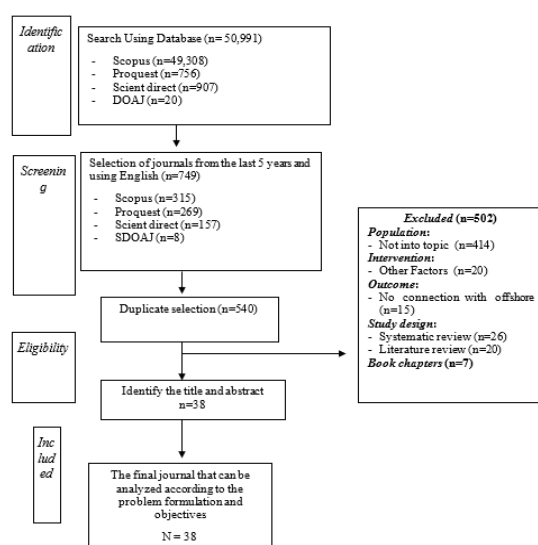 Identific
ation
Search Using Database (n= 50,991)
- Scopus (n=49,308)
- Proquest (n=756)
- Scient direct (n=907)
- DOAJ (n=20)
Screenin
g
Selection of journals from the last 5 years and
using English (n=749)
- Scopus (n=315)
- Proquest (n=269)
- Scient direct (n=157)
- SDOAJ (n=8)
Excluded (n=502)
Population:
- Not into topic (n=414)
Intervention:
- Other Factors (n=20)
Outcome:
- No connection with offshore
(n=15)
Study design:
- Systematic review (n=26)
- Literature review (n=20)
Book chapters (n=7)
Duplicate selection (n=540)
Eligibility
Identify the title and abstract
n=38
Inc
lud
ed
The final journal that can be
analyzed according to the
problem formulation and
objectives
N = 38